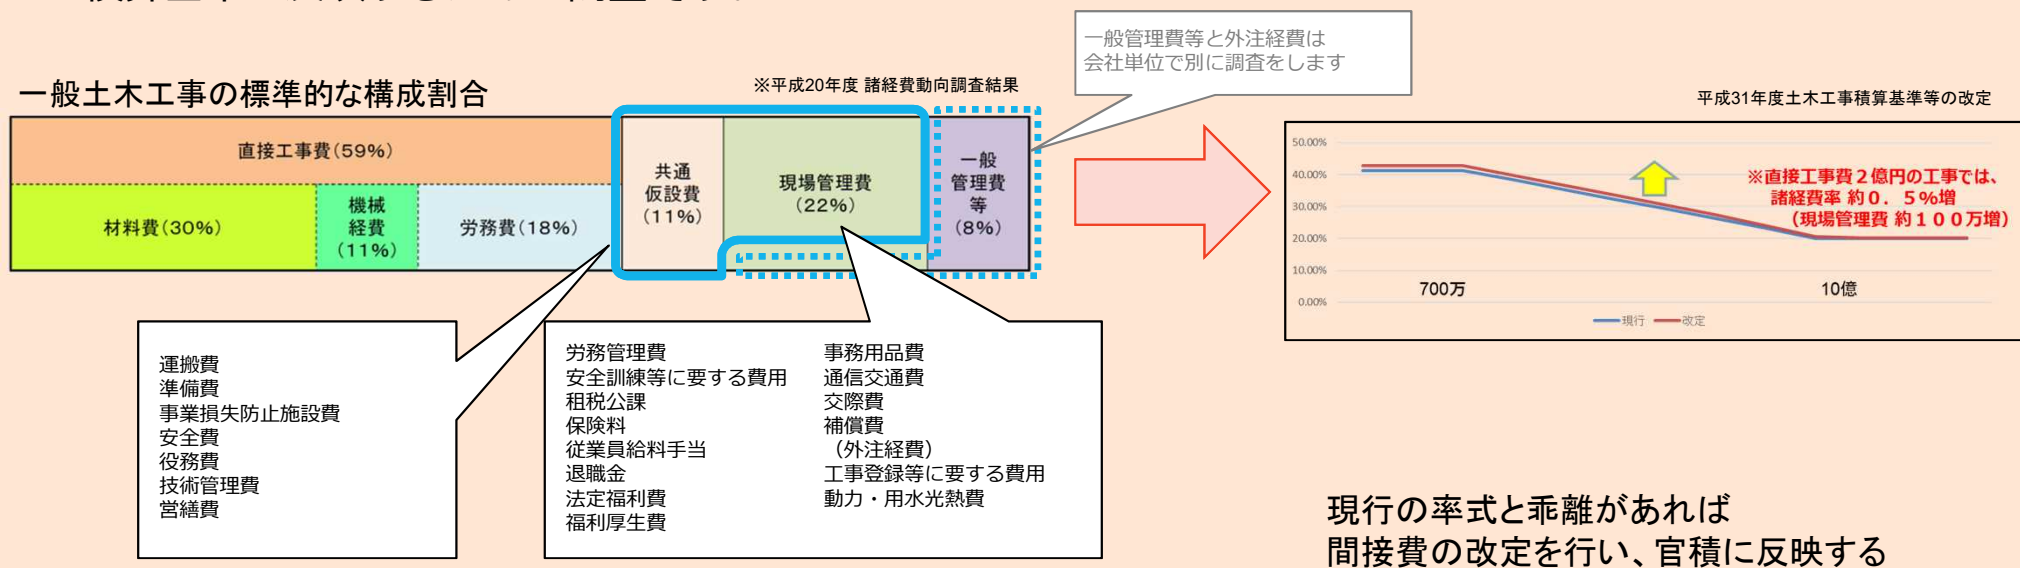 一般管理費等と外注経費は
会社単位で別に調査をします
一般土木工事の標準的な構成割合
※平成20年度 諸経費動向調査結果
直接工事費(59%)
材料費(30%)
機械
経費
(11%)
労務費(18%)
共通
仮設費
(11%)
現場管理費
(22%)
一般
管理費
等
(8%)
運搬費
準備費
事業損失防止施設費
安全費
役務費
技術管理費
営繕費
労務管理費
安全訓練等に要する費用
租税公課
保険料
従業員給料手当
退職金
法定福利費
福利厚生費
事務用品費
通信交通費
交際費
補償費
（外注経費）
工事登録等に要する費用
動力・用水光熱費
平成31年度土木工事積算基準等の改定
50.00%
40.00%
30.00%
20.00%
10.00%
0.00%
※直接工事費２億円の工事では、
諸経費率 約０．５%増
（現場管理費 約１００万増）
700万
10億
現行
改定
現行の率式と乖離があれば
間接費の改定を行い、官積に反映する